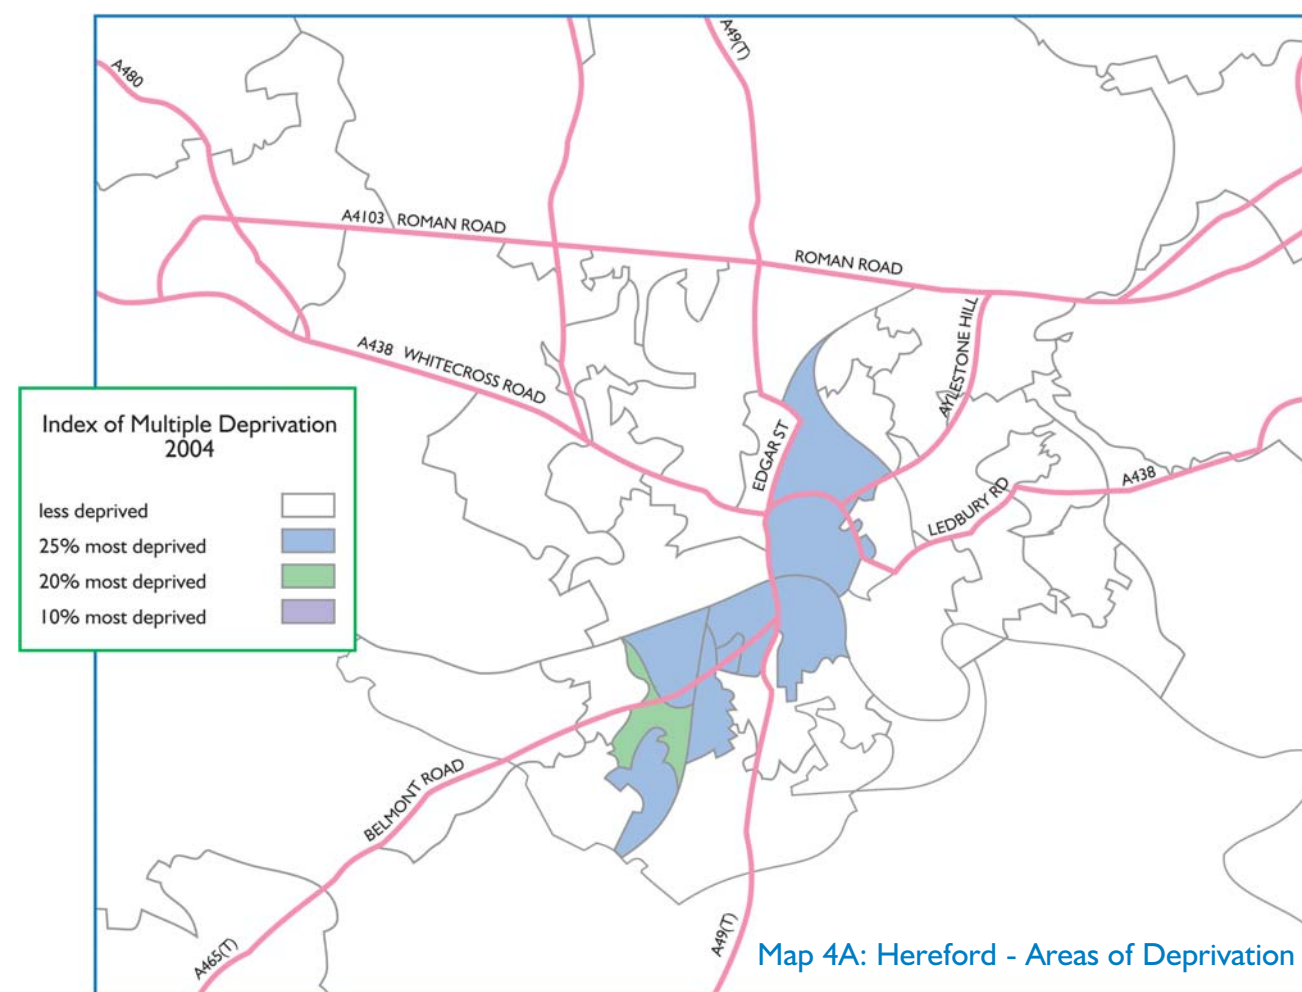 A480
A49(T)
A4103 ROMAN ROAD
ROMAN ROAD
AYLESTONE HILL
A438 WHITECROSS ROAD
EDGAR ST
LEDBURY RD
A438
Index of Multiple Deprivation
2004
less deprived
25% most deprived
20% most deprived
10% most deprived
BELMONT ROAD
A465(T)
A49(T)
Map 4A: Hereford - Areas of Deprivation